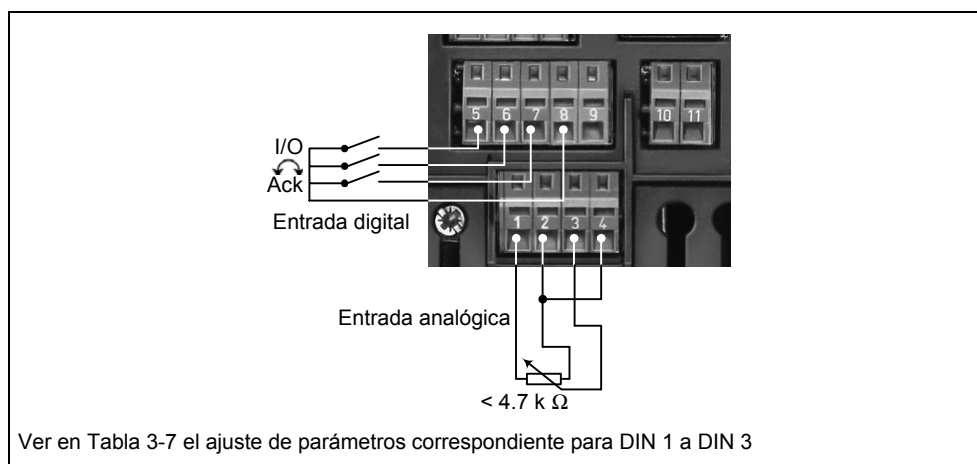 5 6 7 8 9 10 11
I/O
Ack
Entrada digital
1 2 3 4
Entrada analógica
< 4.7 k Ω
Ver en Tabla 3-7 el ajuste de parámetros correspondiente para DIN 1 a DIN 3